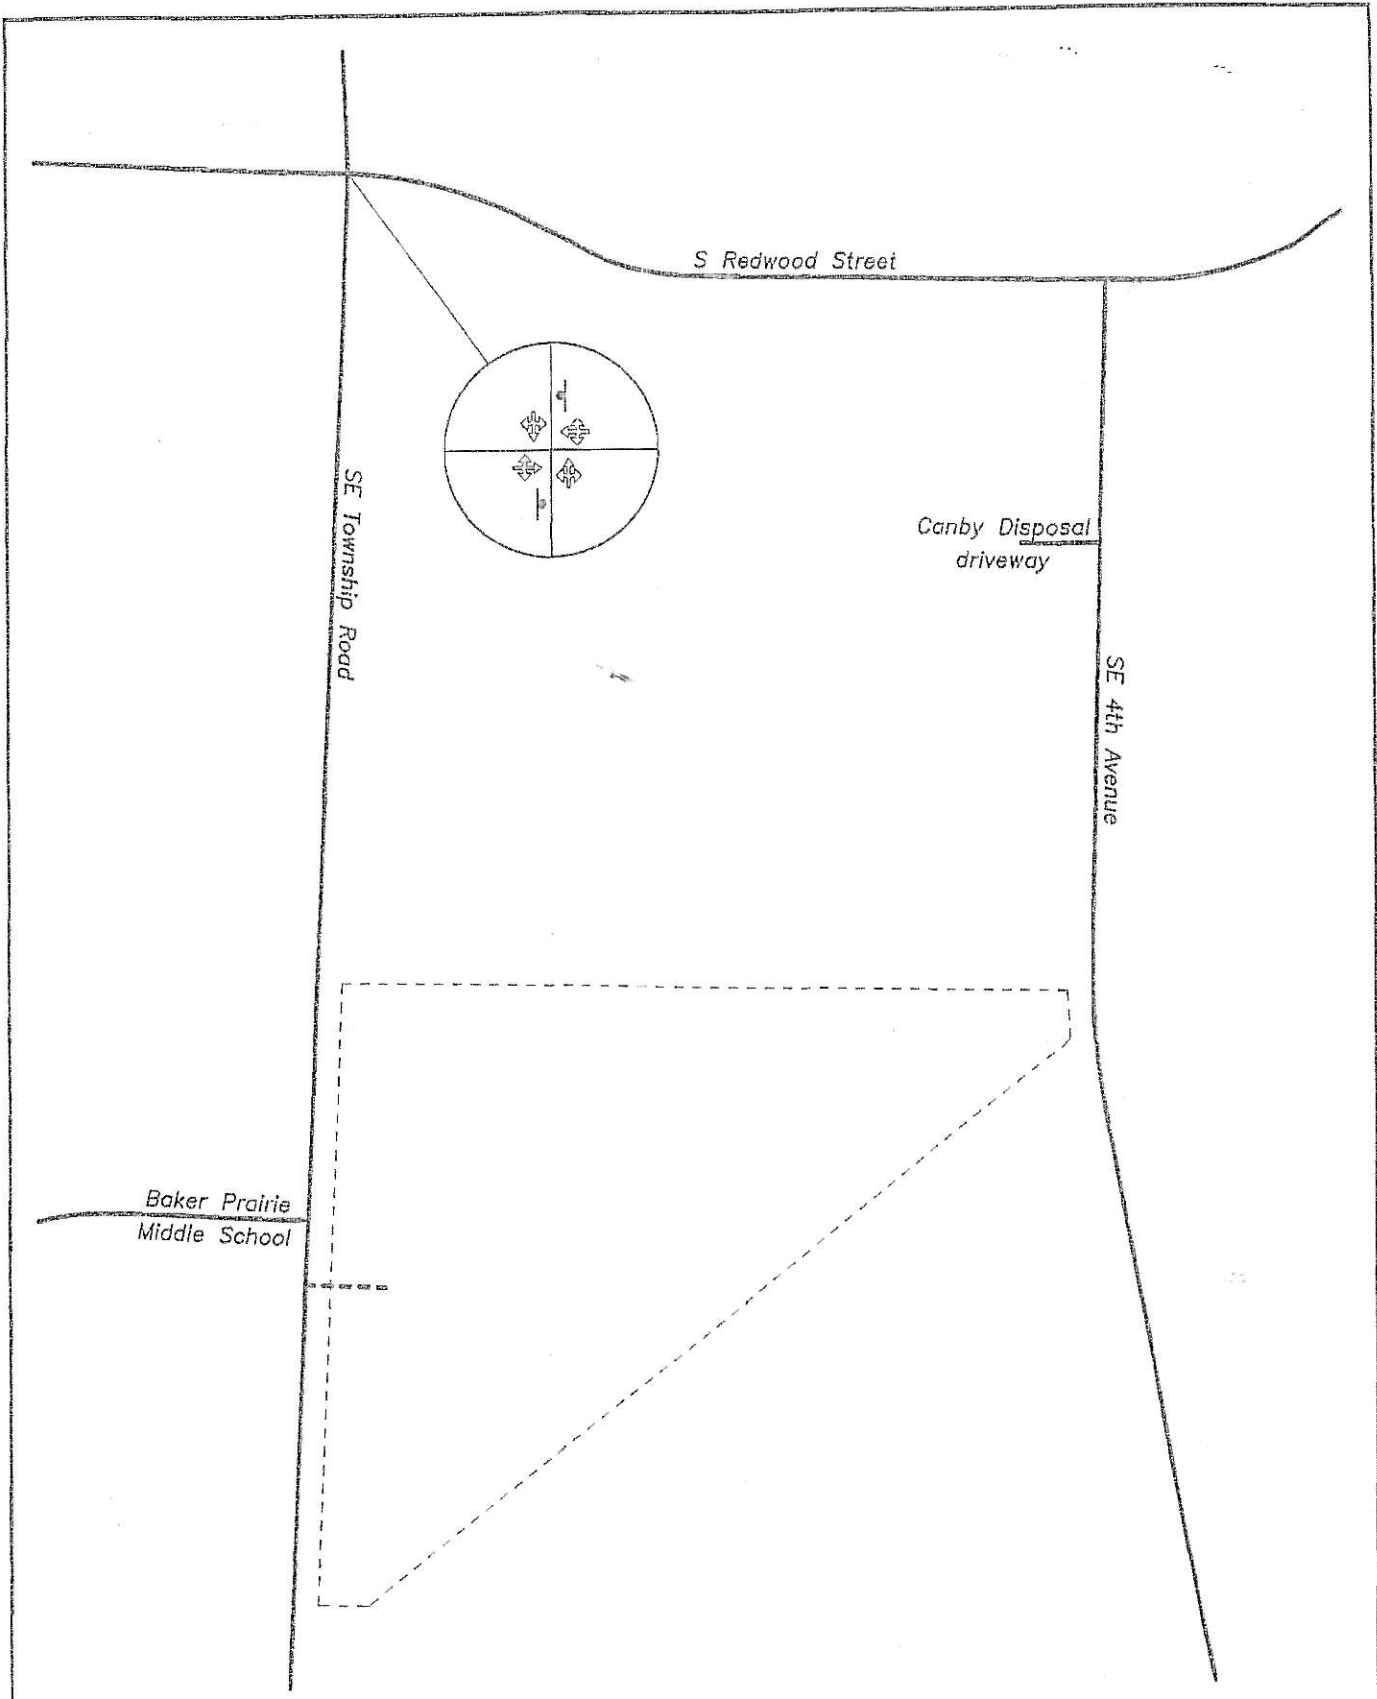 S Redwood Street
SE Township Road
Canby Disposal
driveway
SE 4th Avenue
Baker Prairie
Middle School